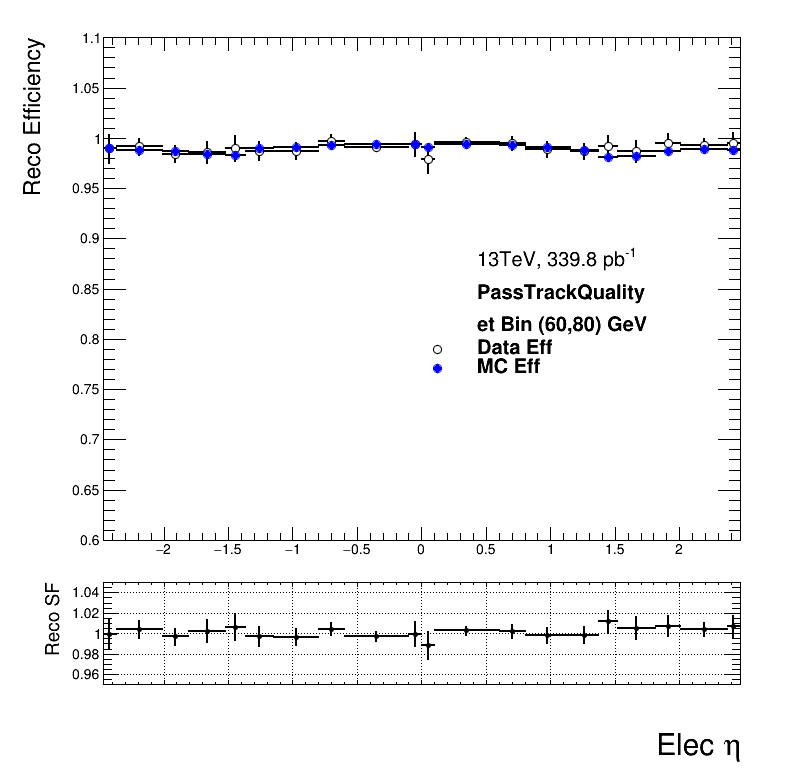 Reco Efficiency
1.1
1.05
1
0.95
0.9
0.85
0.8
0.75
0.7
0.65
0.6
13TeV, 339.8 pb⁻¹
PassTrackQuality
et Bin (60,80) GeV
Data Eff
MC Eff
−2 −1.5 −1 −0.5 0 0.5 1 1.5 2
Reco SF
1.04
1.02
1
0.98
0.96
Elec η